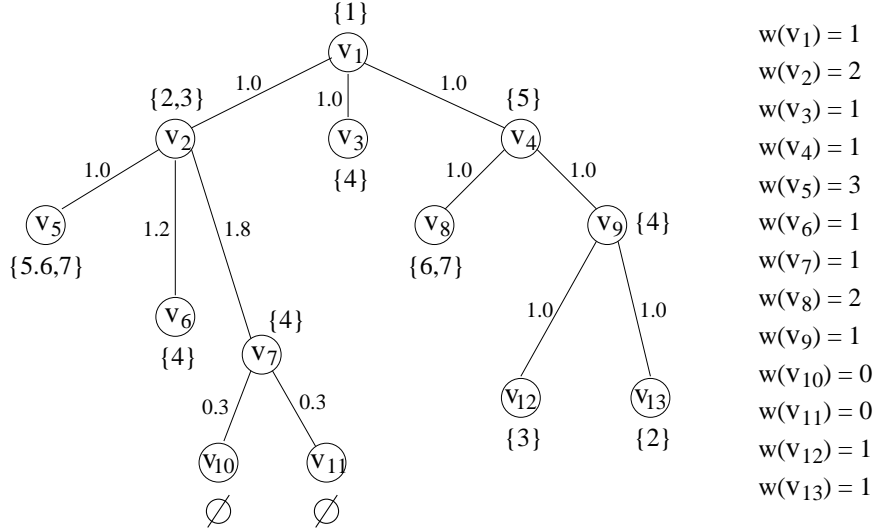 {1}
v1
1.0
1.0
1.0
{2,3}
{5}
v2
v3
v4
{4}
1.0
1.2
1.8
1.0
1.0
v5
{5.6,7}
v8
{6,7}
v9 {4}
v6
{4}
{4}
v7
1.0
1.0
0.3
0.3
v12
{3}
v13
{2}
v10
v11
∅
∅
w(v1) = 1
w(v2) = 2
w(v3) = 1
w(v4) = 1
w(v5) = 3
w(v6) = 1
w(v7) = 1
w(v8) = 2
w(v9) = 1
w(v10) = 0
w(v11) = 0
w(v12) = 1
w(v13) = 1